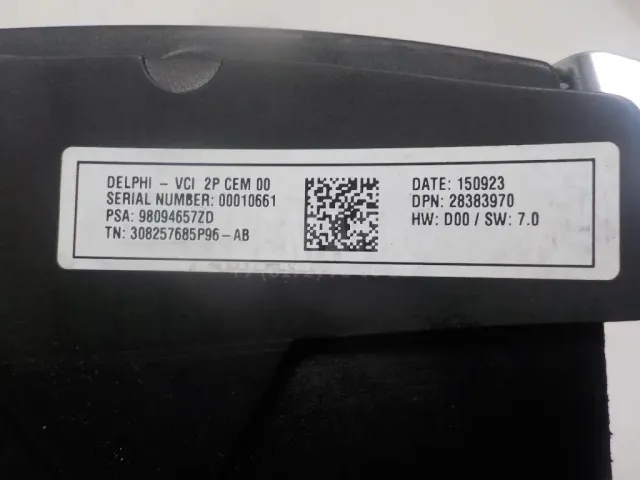 DELPHI - VCI 2P CEM 00
SERIAL NUMBER: 00010661
PSA: 98094657ZD
TN: 308257685P96-AB
DATE: 150923
DPN: 28383970
HW: D00 / SW: 7.0